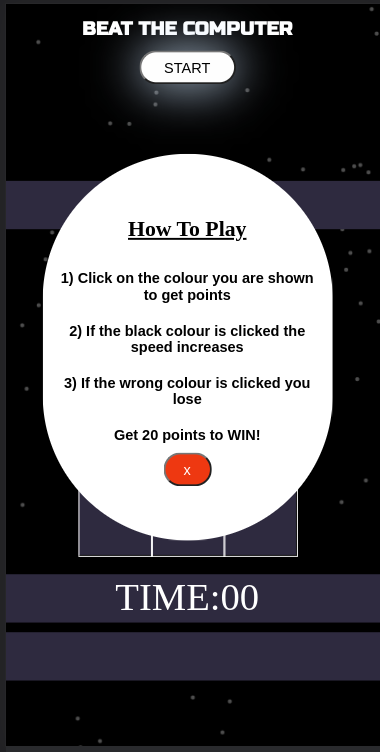 BEAT THE COMPUTER
START
How To Play
1) Click on the colour you are shown
to get points
2) If the black colour is clicked the
speed increases
3) If the wrong colour is clicked you
lose
Get 20 points to WIN!
x
TIME:00